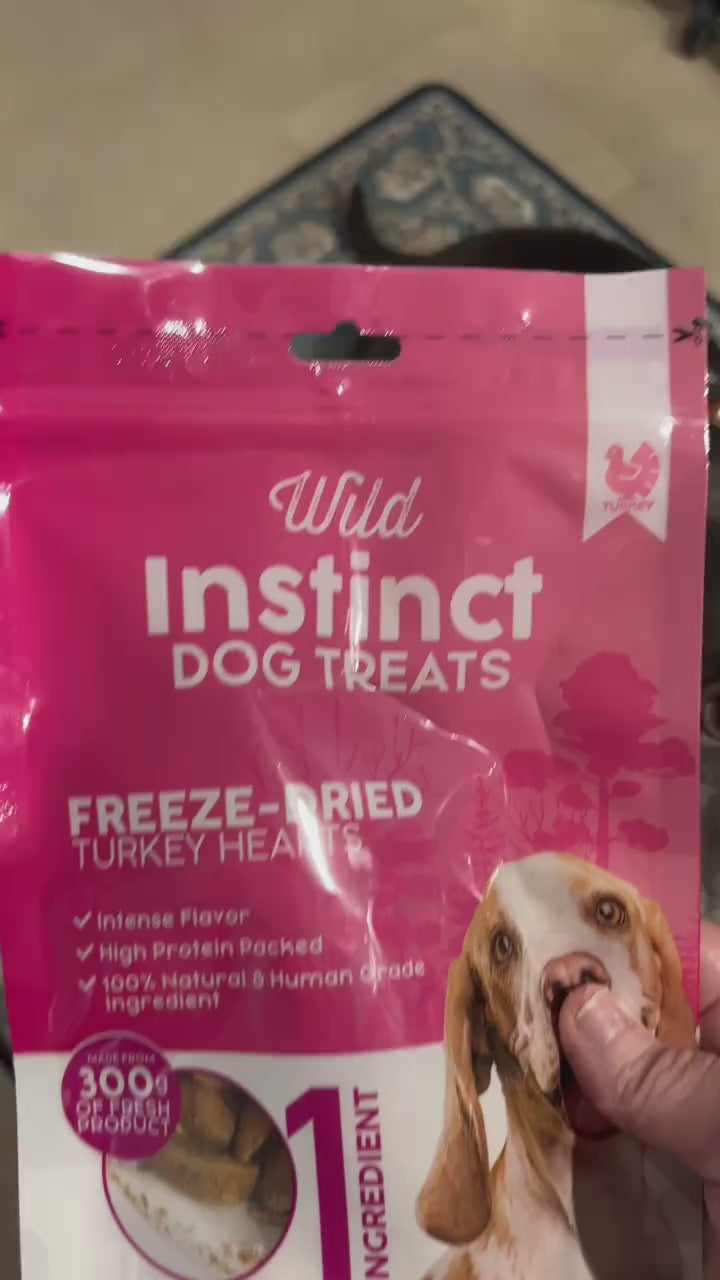 TURKEY
Wild
Instinct
DOG TREATS
FREEZE-DRIED
TURKEY HEARTS
✓ Intense Flavor
✓ High Protein Packed
✓ 100% Natural & Human Grade
Ingredient
MADE FROM
300g
OF FRESH
PRODUCT
1
INGREDIENT